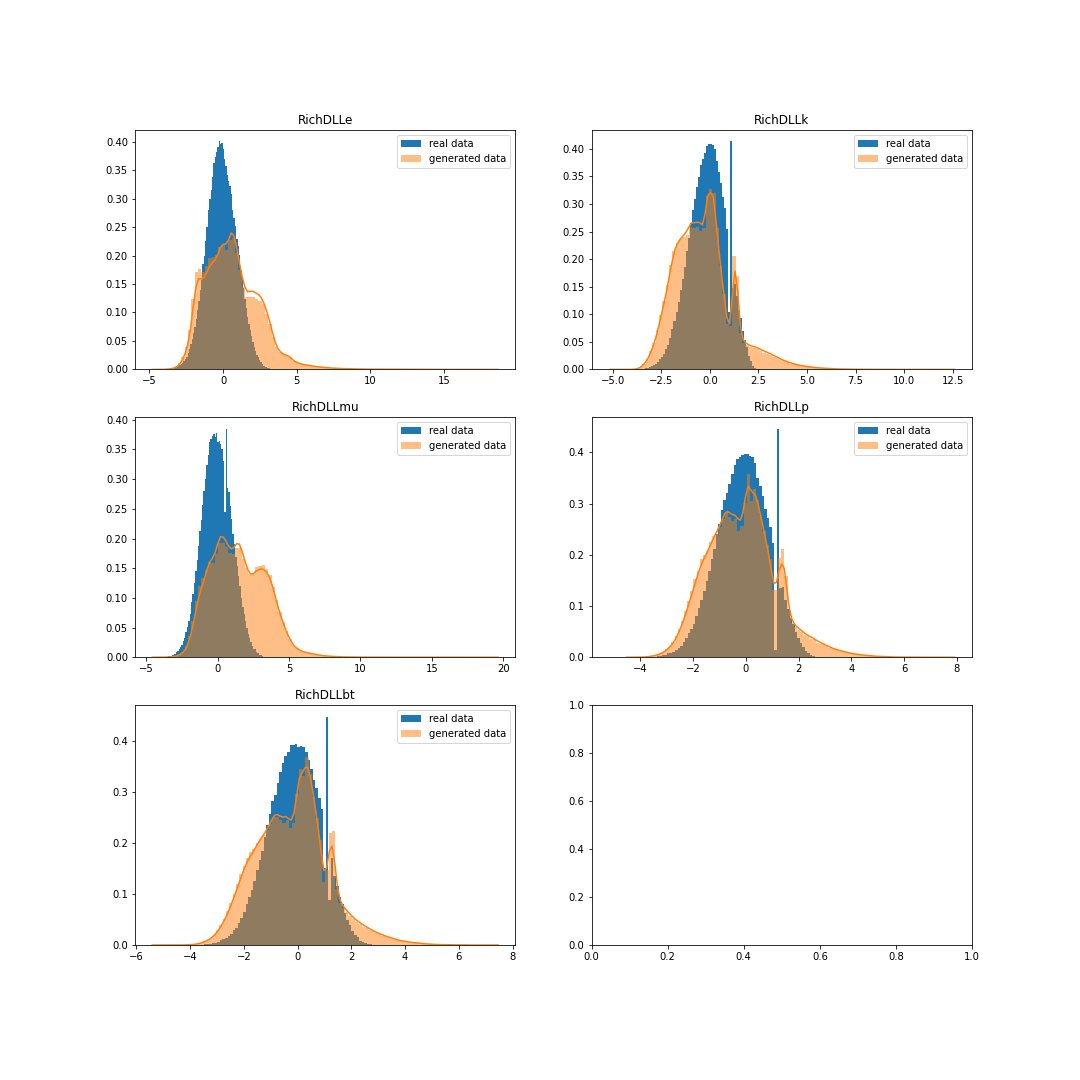 RichDLLe
real data
generated data
0.40
0.35
0.30
0.25
0.20
0.15
0.10
0.05
0.00
−5 0 5 10 15
RichDLLk
real data
generated data
0.40
0.35
0.30
0.25
0.20
0.15
0.10
0.05
0.00
−5.0 −2.5 0.0 2.5 5.0 7.5 10.0 12.5
RichDLLmu
real data
generated data
0.40
0.35
0.30
0.25
0.20
0.15
0.10
0.05
0.00
−5 0 5 10 15 20
RichDLLp
real data
generated data
0.4
0.3
0.2
0.1
0.0
−4 −2 0 2 4 6 8
RichDLLbt
real data
generated data
0.4
0.3
0.2
0.1
0.0
−6 −4 −2 0 2 4 6 8
1.0
0.8
0.6
0.4
0.2
0.0
0.0 0.2 0.4 0.6 0.8 1.0